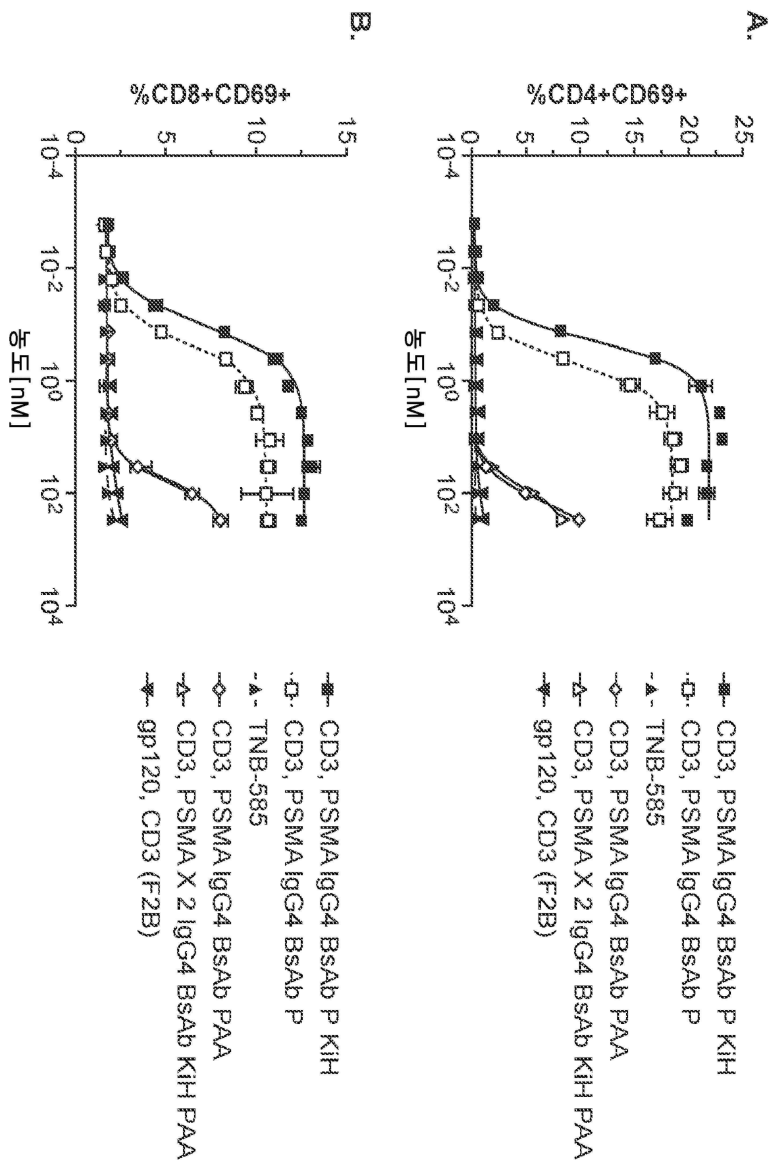 A.
%CD4+CD69+
25
20
15
10
5
0
10-4
10-2
100
102
104
농도[nM]
CD3, PSMA IgG4 BsAb P KiH
CD3, PSMA IgG4 BsAb P
TNB-585
CD3, PSMA IgG4 BsAb PAA
CD3, PSMA X 2 IgG4 BsAb KiH PAA
gp120, CD3 (F2B)
B.
%CD8+CD69+
15
10
5
0
10-4
10-2
100
102
104
농도[nM]
CD3, PSMA IgG4 BsAb P KiH
CD3, PSMA IgG4 BsAb P
TNB-585
CD3, PSMA IgG4 BsAb PAA
CD3, PSMA X 2 IgG4 BsAb KiH PAA
gp120, CD3 (F2B)